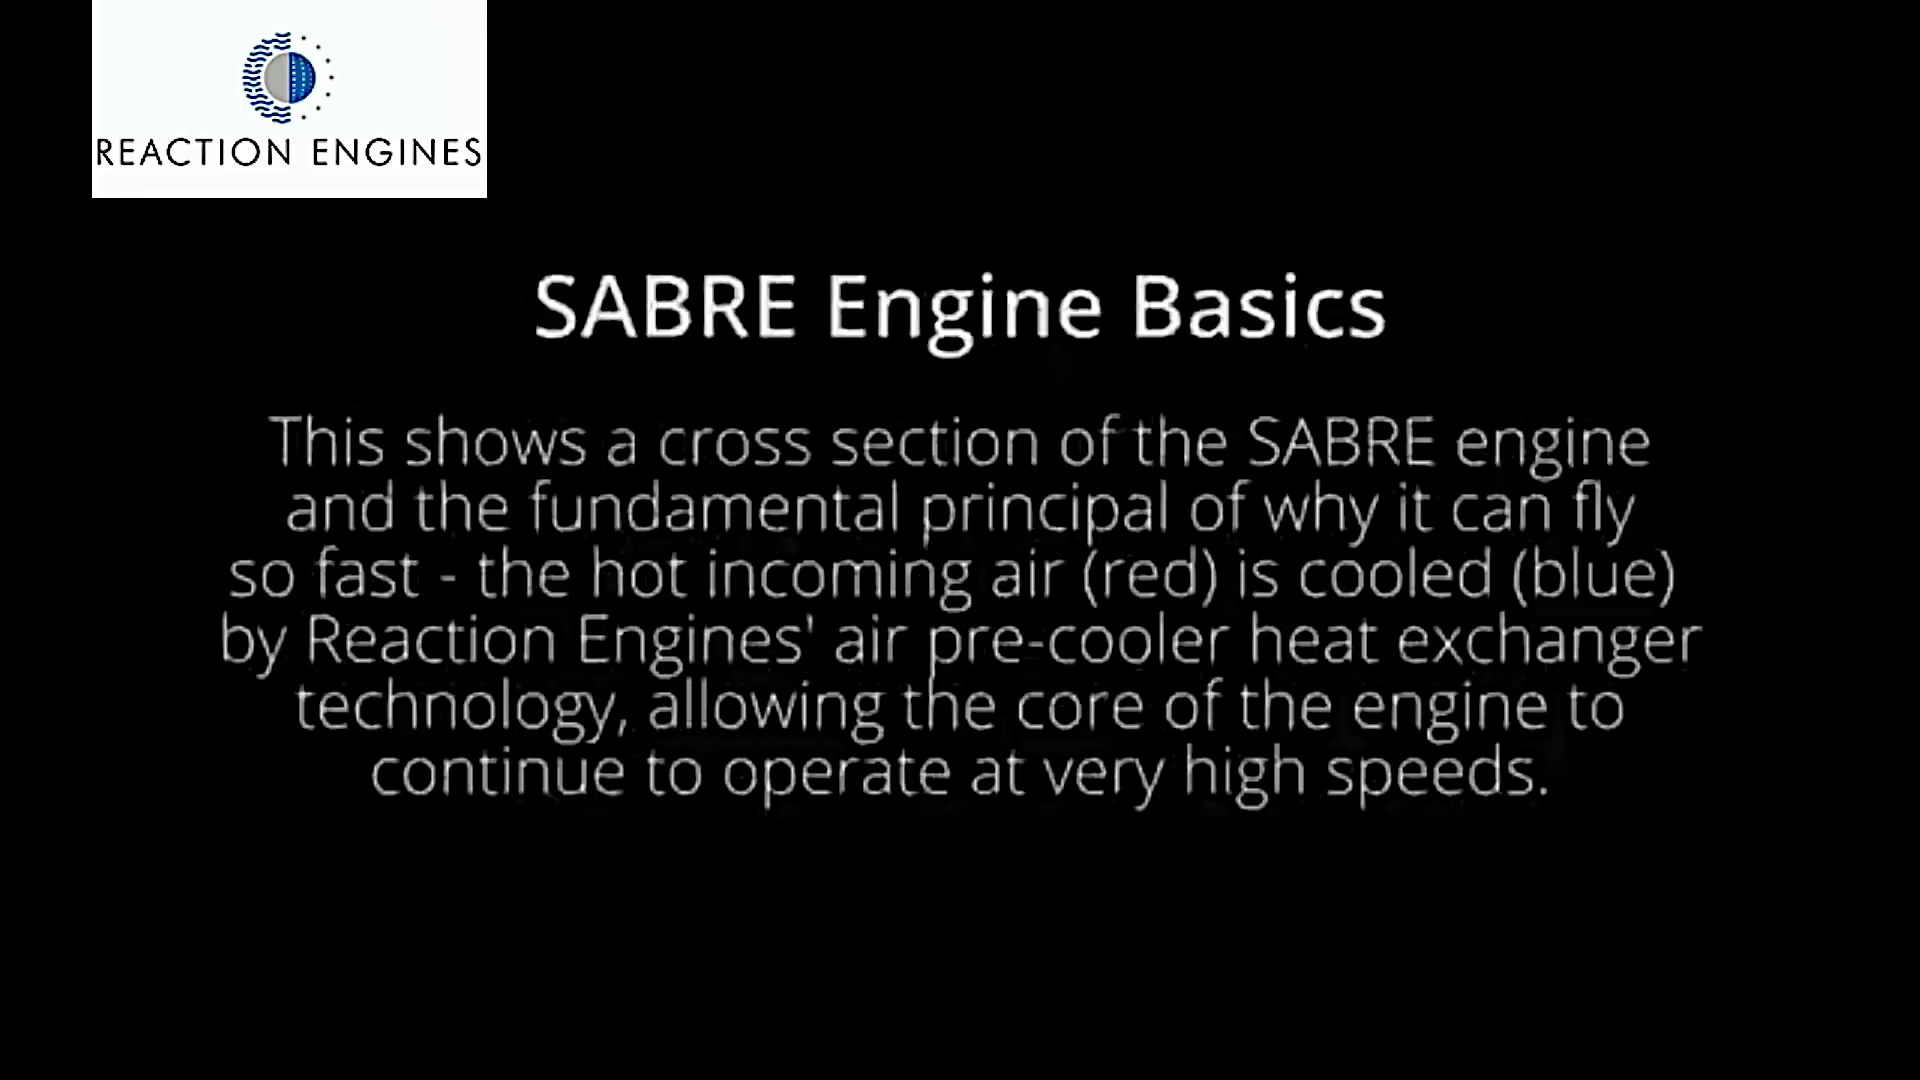 REACTION ENGINES
SABRE Engine Basics
This shows a cross section of the SABRE engine
and the fundamental principal of why it can fly
so fast - the hot incoming air (red) is cooled (blue)
by Reaction Engines' air pre-cooler heat exchanger
technology, allowing the core of the engine to
continue to operate at very high speeds.